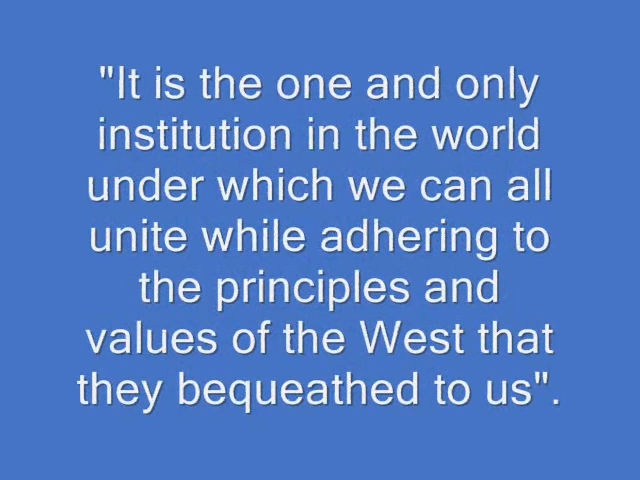 "It is the one and only
institution in the world
under which we can all
unite while adhering to
the principles and
values of the West that
they bequeathed to us".